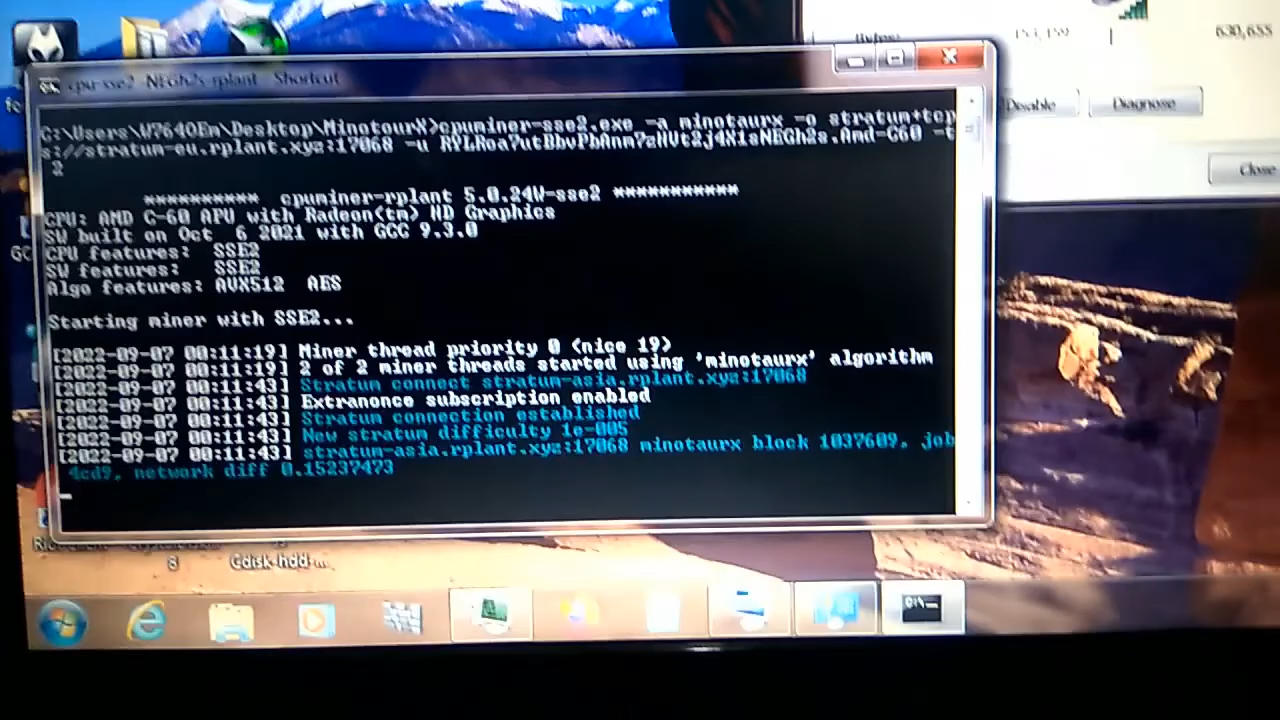 Bytes:
630,655
cpu-sse2 -NEGh2s-rplant - Shortcut
Disable
Diagnose
Close
C:\Users\W7640Em\Desktop\MinotourX>cpuminer-sse2.exe -a minotaurx -o stratum+tcp
s://stratum-eu.rplant.xyz:17068 -u RYLRoa7utBbvPbAnm7zHVt2j4X1sNEGh2s.Amd-C60 -t
2
********** cpuminer-rplant 5.0.24W-sse2 ***********
CPU: AMD C-60 APU with Radeon(tm) HD Graphics
SW built on Oct 6 2021 with GCC 9.3.0
CPU features: SSE2
SW features: SSE2
Algo features: AVX512 AES
Starting miner with SSE2...
[2022-09-07 00:11:19] Miner thread priority 0 (nice 19)
[2022-09-07 00:11:19] 2 of 2 miner threads started using 'minotaurx' algorithm
[2022-09-07 00:11:43] Stratum connect stratum-asia.rplant.xyz:17068
[2022-09-07 00:11:43] Extranonce subscription enabled
[2022-09-07 00:11:43] Stratum connection established
[2022-09-07 00:11:43] New stratum difficulty 1e-005
[2022-09-07 00:11:43] stratum-asia.rplant.xyz:17068 minotaurx block 1037609, job
4cd9, network diff 0.15237473
8
Gdisk-hdd-...
C:\